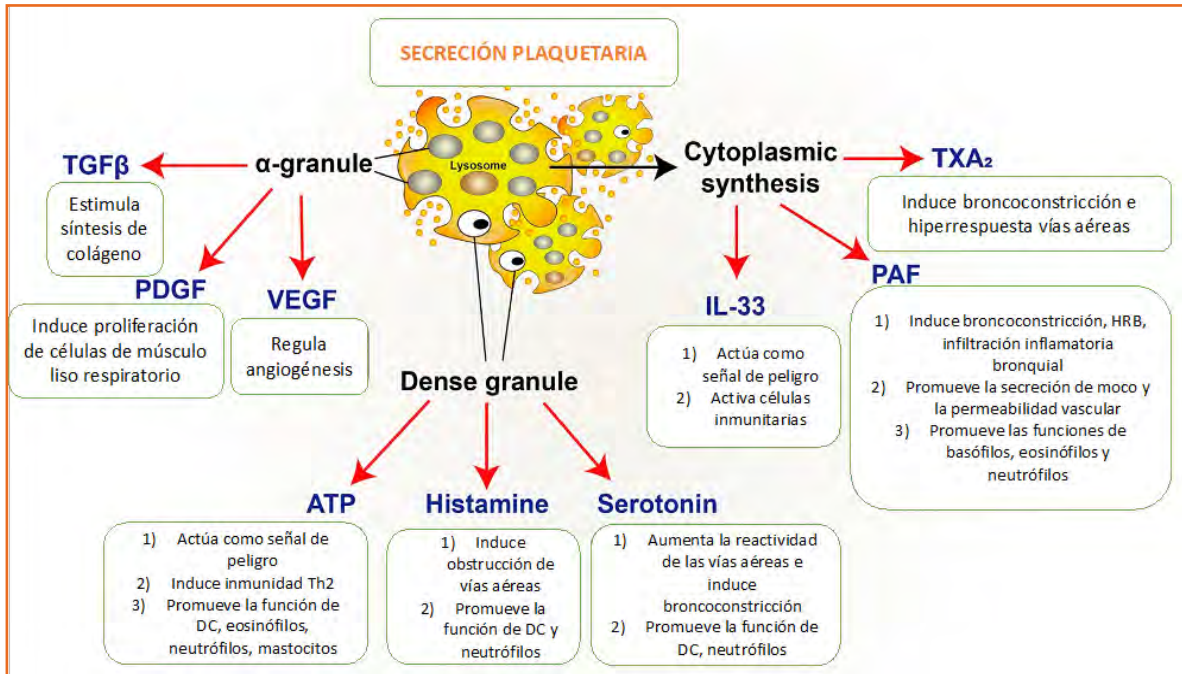 SECRECIÓN PLAQUETARIA
Lysosome
TGFβ
α-granule
Cytoplasmic
synthesis
TXA₂
Estimula
síntesis de
colágeno
Induce broncoconstricción e
hiperrespuesta vías aéreas
PDGF
Induce proliferación
de células de músculo
liso respiratorio
VEGF
Regula
angiogénesis
IL-33
1) Actúa como
señal de peligro
2) Activa células
inmunitarias
PAF
1) Induce broncoconstricción, HRB,
infiltración inflamatoria
bronquial
2) Promueve la secreción de moco y
la permeabilidad vascular
3) Promueve las funciones de
basófilos, eosinófilos y
neutrófilos
Dense granule
ATP
1) Actúa como señal de
peligro
2) Induce inmunidad Th2
3) Promueve la función de
DC, eosinófilos,
neutrófilos, mastocitos
Histamine
1) Induce
obstrucción de
vías aéreas
2) Promueve la
función de DC y
neutrófilos
Serotonin
1) Aumenta la reactividad
de las vías aéreas e
induce
broncoconstricción
2) Promueve la función de
DC, neutrófilos